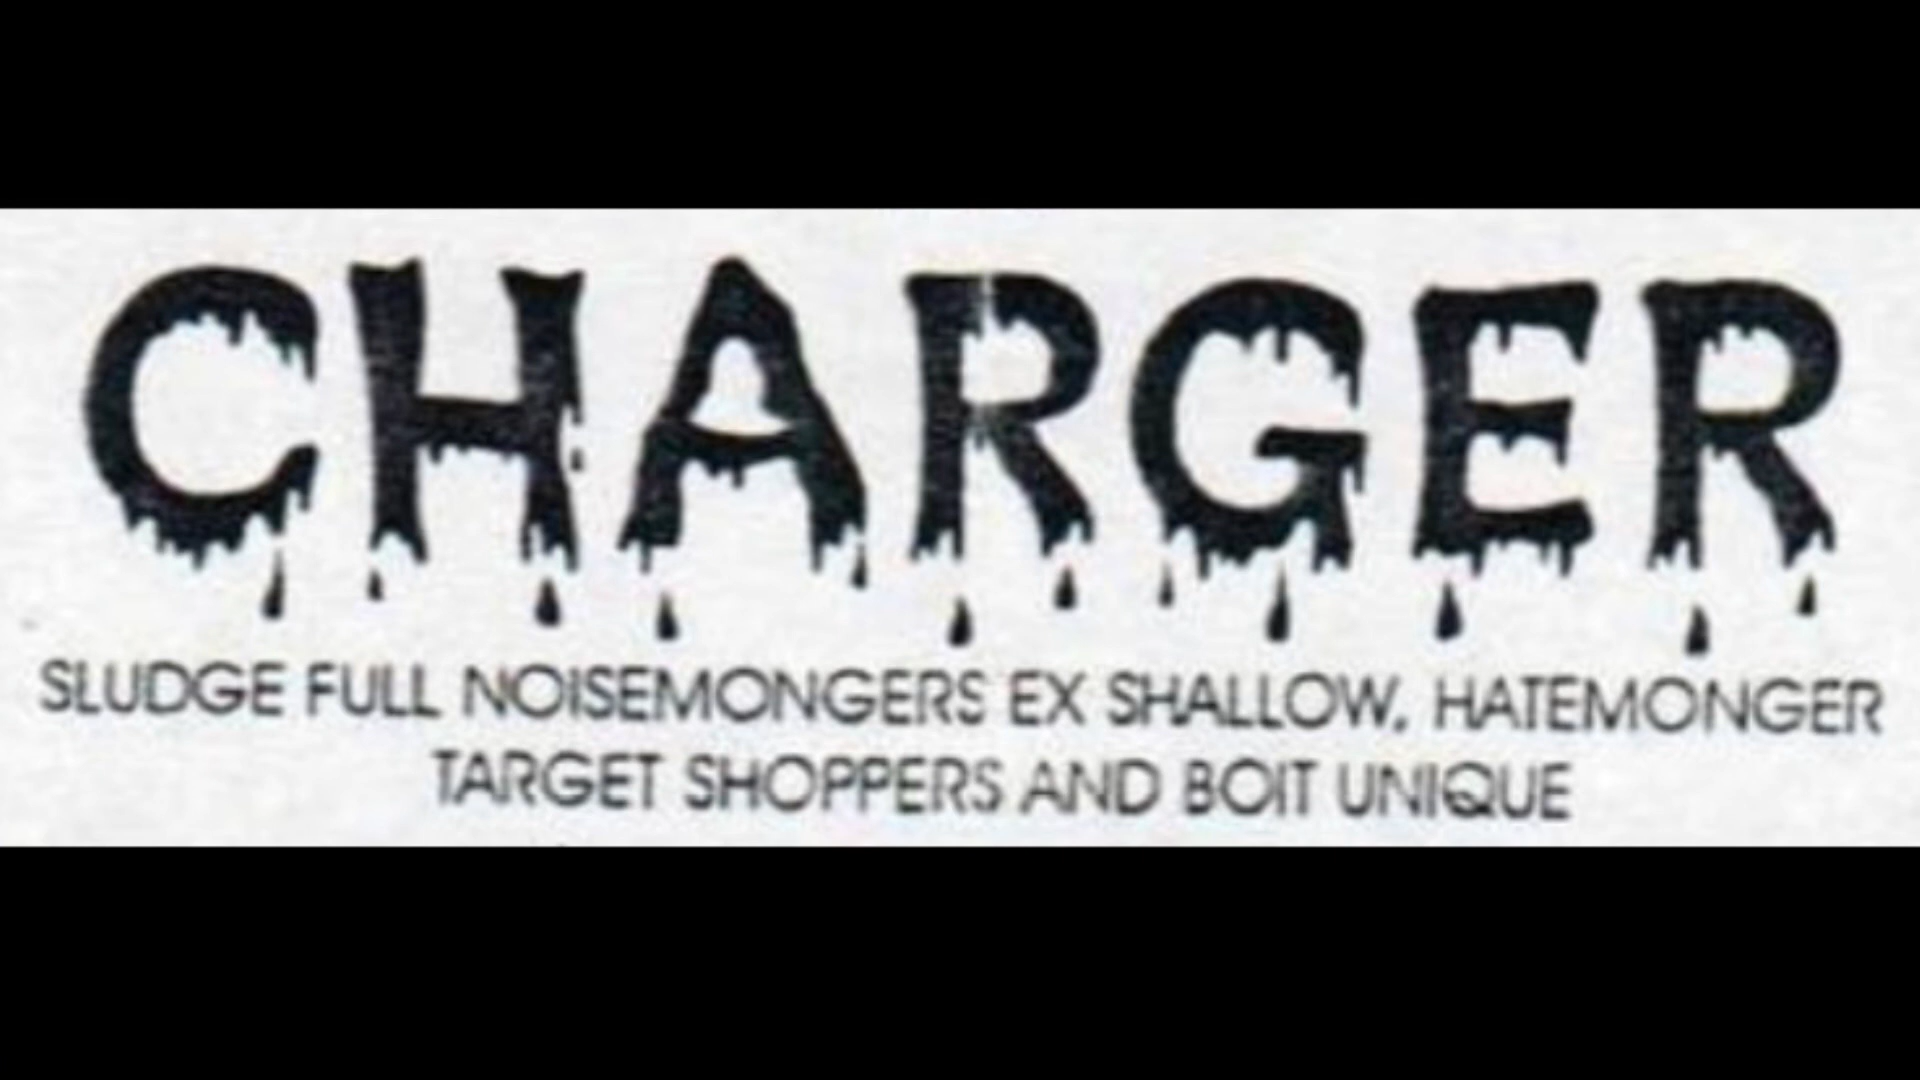 CHARGER
SLUDGE FULL NOISEMONGERS EX SHALLOW, HATEMONGER
TARGET SHOPPERS AND BOIT UNIQUE